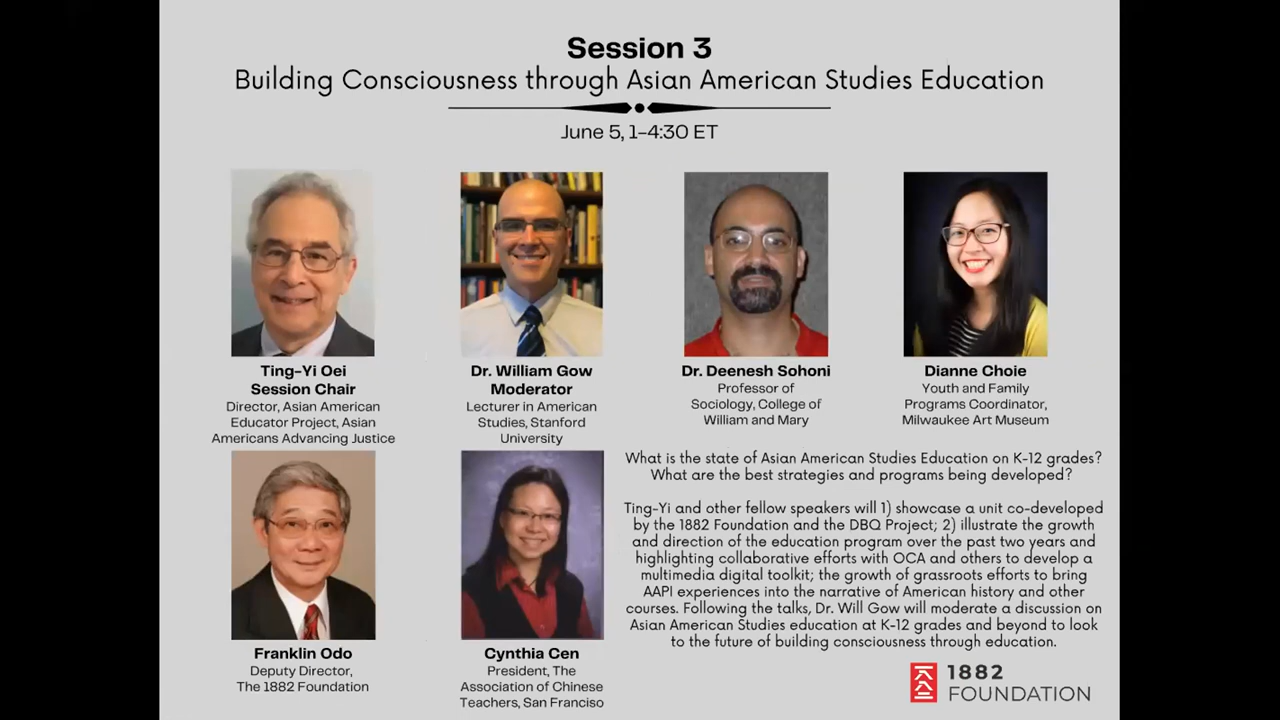 Session 3
Building Consciousness through Asian American Studies Education
June 5, 1-4:30 ET
Ting-Yi Oei
Session Chair
Director, Asian American
Educator Project, Asian
Americans Advancing Justice
Dr. William Gow
Moderator
Lecturer in American
Studies, Stanford
University
Dr. Deenesh Sohoni
Professor of
Sociology, College of
William and Mary
Dianne Choie
Youth and Family
Programs Coordinator,
Milwaukee Art Museum
Franklin Odo
Deputy Director,
The 1882 Foundation
Cynthia Cen
President, The
Association of Chinese
Teachers, San Franciso
What is the state of Asian American Studies Education on K-12 grades?
What are the best strategies and programs being developed?
Ting-Yi and other fellow speakers will 1) showcase a unit co-developed
by the 1882 Foundation and the DBQ Project; 2) illustrate the growth
and direction of the education program over the past two years and
highlighting collaborative efforts with OCA and others to develop a
multimedia digital toolkit; the growth of grassroots efforts to bring
AAPI experiences into the narrative of American history and other
courses. Following the talks, Dr. Will Gow will moderate a discussion on
Asian American Studies education at K-12 grades and beyond to look
to the future of building consciousness through education.
1882
FOUNDATION